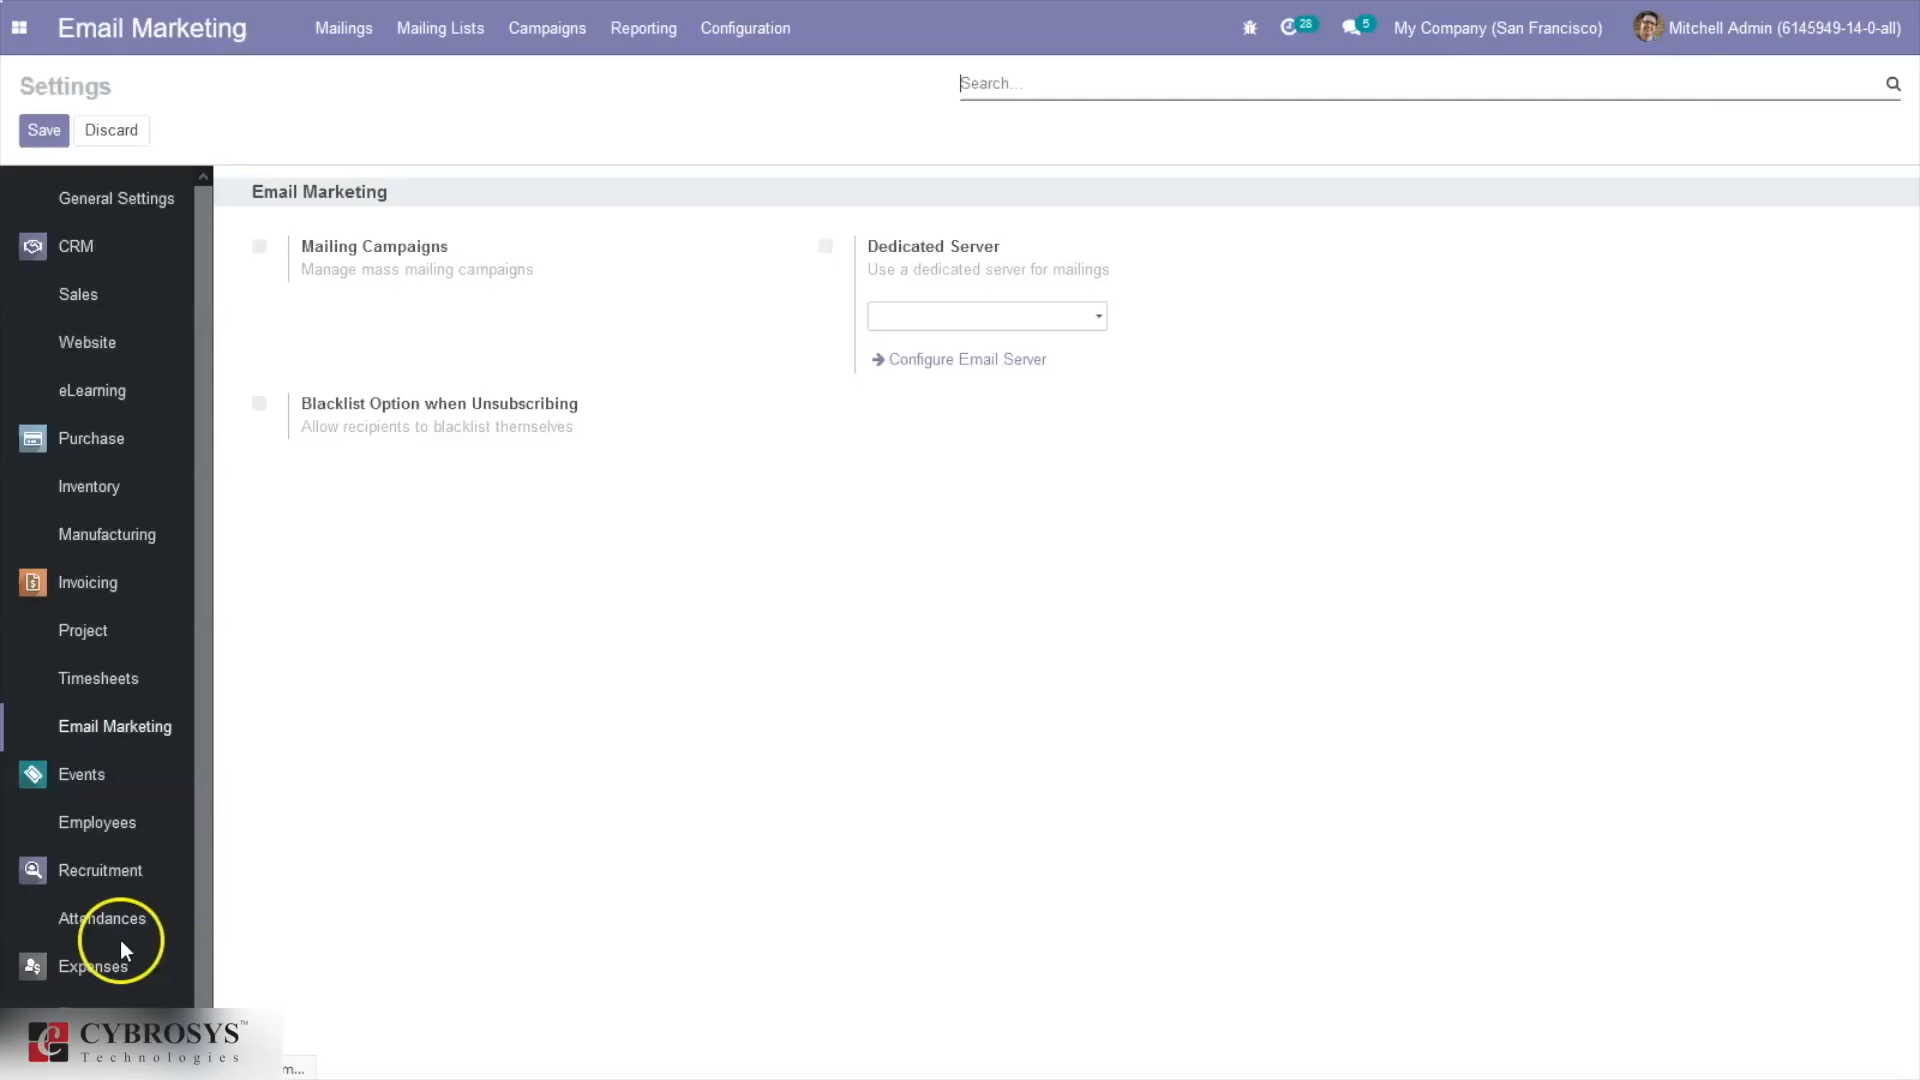 Email Marketing
Mailings
Mailing Lists
Campaigns
Reporting
Configuration
28
5
My Company (San Francisco)
Mitchell Admin (6145949-14-0-all)
Settings
Search...
Save
Discard
General Settings
CRM
Sales
Website
eLearning
Purchase
Inventory
Manufacturing
Invoicing
Project
Timesheets
Email Marketing
Events
Employees
Recruitment
Attendances
Expenses
Email Marketing
Mailing Campaigns
Manage mass mailing campaigns
Dedicated Server
Use a dedicated server for mailings
Configure Email Server
Blacklist Option when Unsubscribing
Allow recipients to blacklist themselves
CYBROSYS™
Technologies
m...